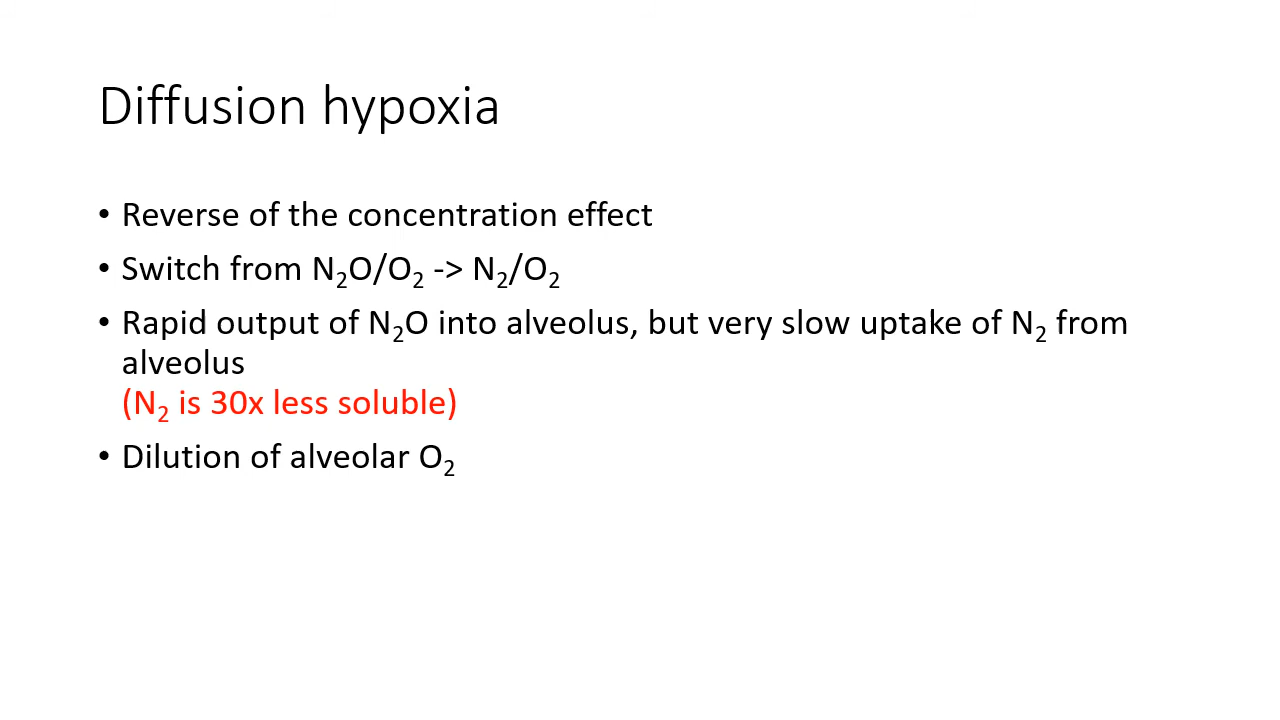 Diffusion hypoxia
• Reverse of the concentration effect
• Switch from N₂O/O₂ -> N₂/O₂
• Rapid output of N₂O into alveolus, but very slow uptake of N₂ from
alveolus
(N₂ is 30x less soluble)
• Dilution of alveolar O₂